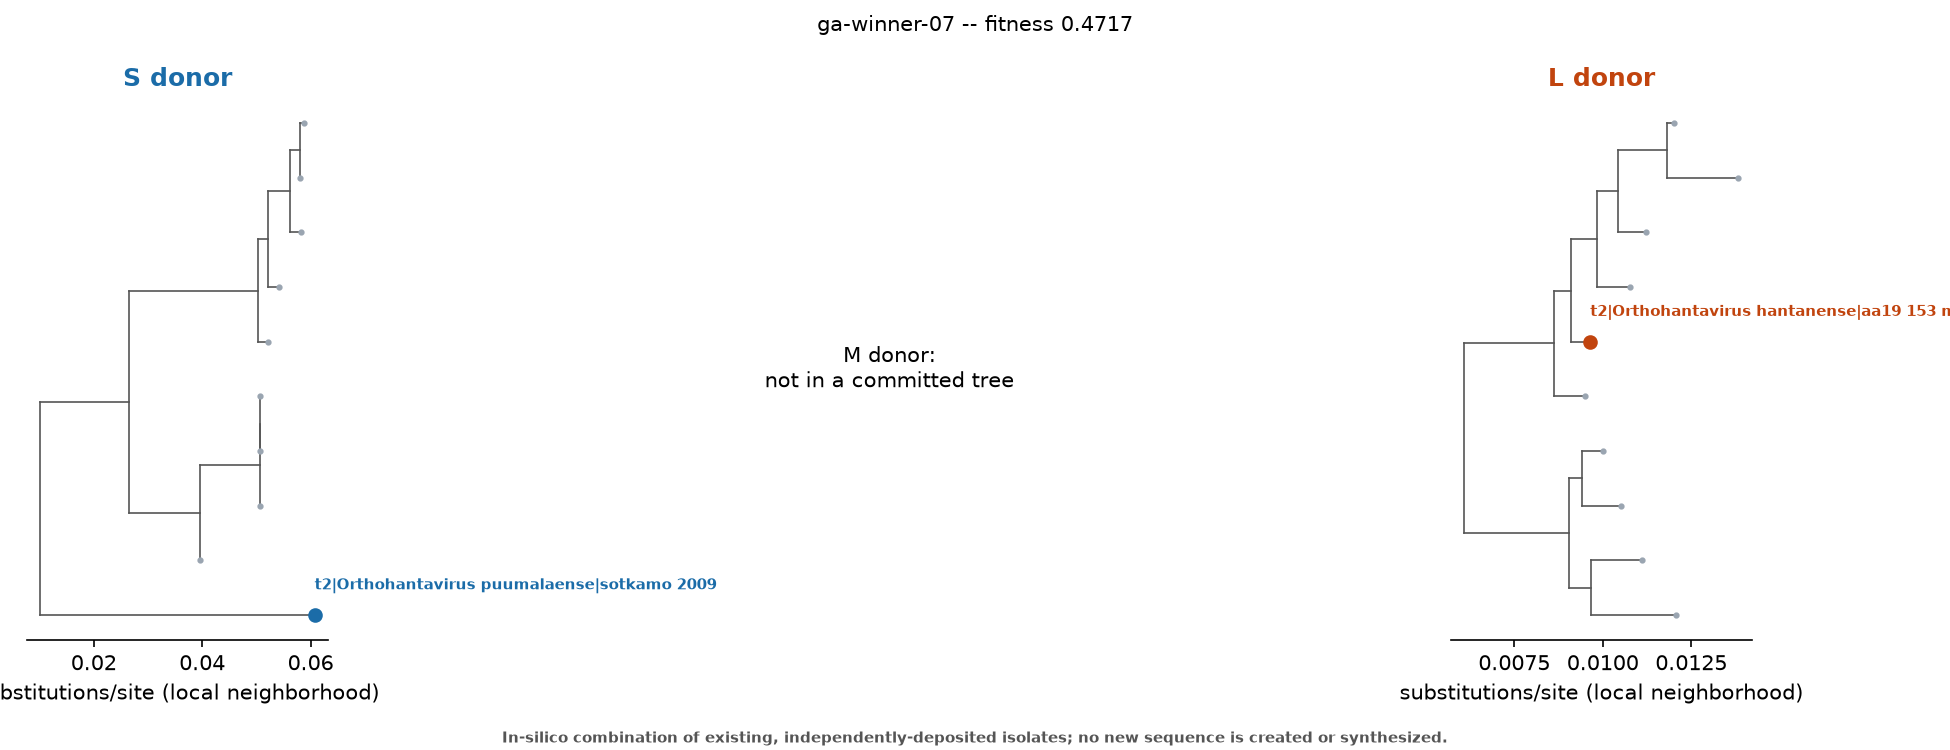 ga-winner-07 -- fitness 0.4717
S donor
L donor
t2|Orthohantavirus hantanense|aa19 153
M donor:
not in a committed tree
t2|Orthohantavirus puumalaense|sotkamo 2009
0.02 0.04 0.06
bstitutions/site (local neighborhood)
0.0075 0.0100 0.0125
substitutions/site (local neighborhood)
In-silico combination of existing, independently-deposited isolates; no new sequence is created or synthesized.